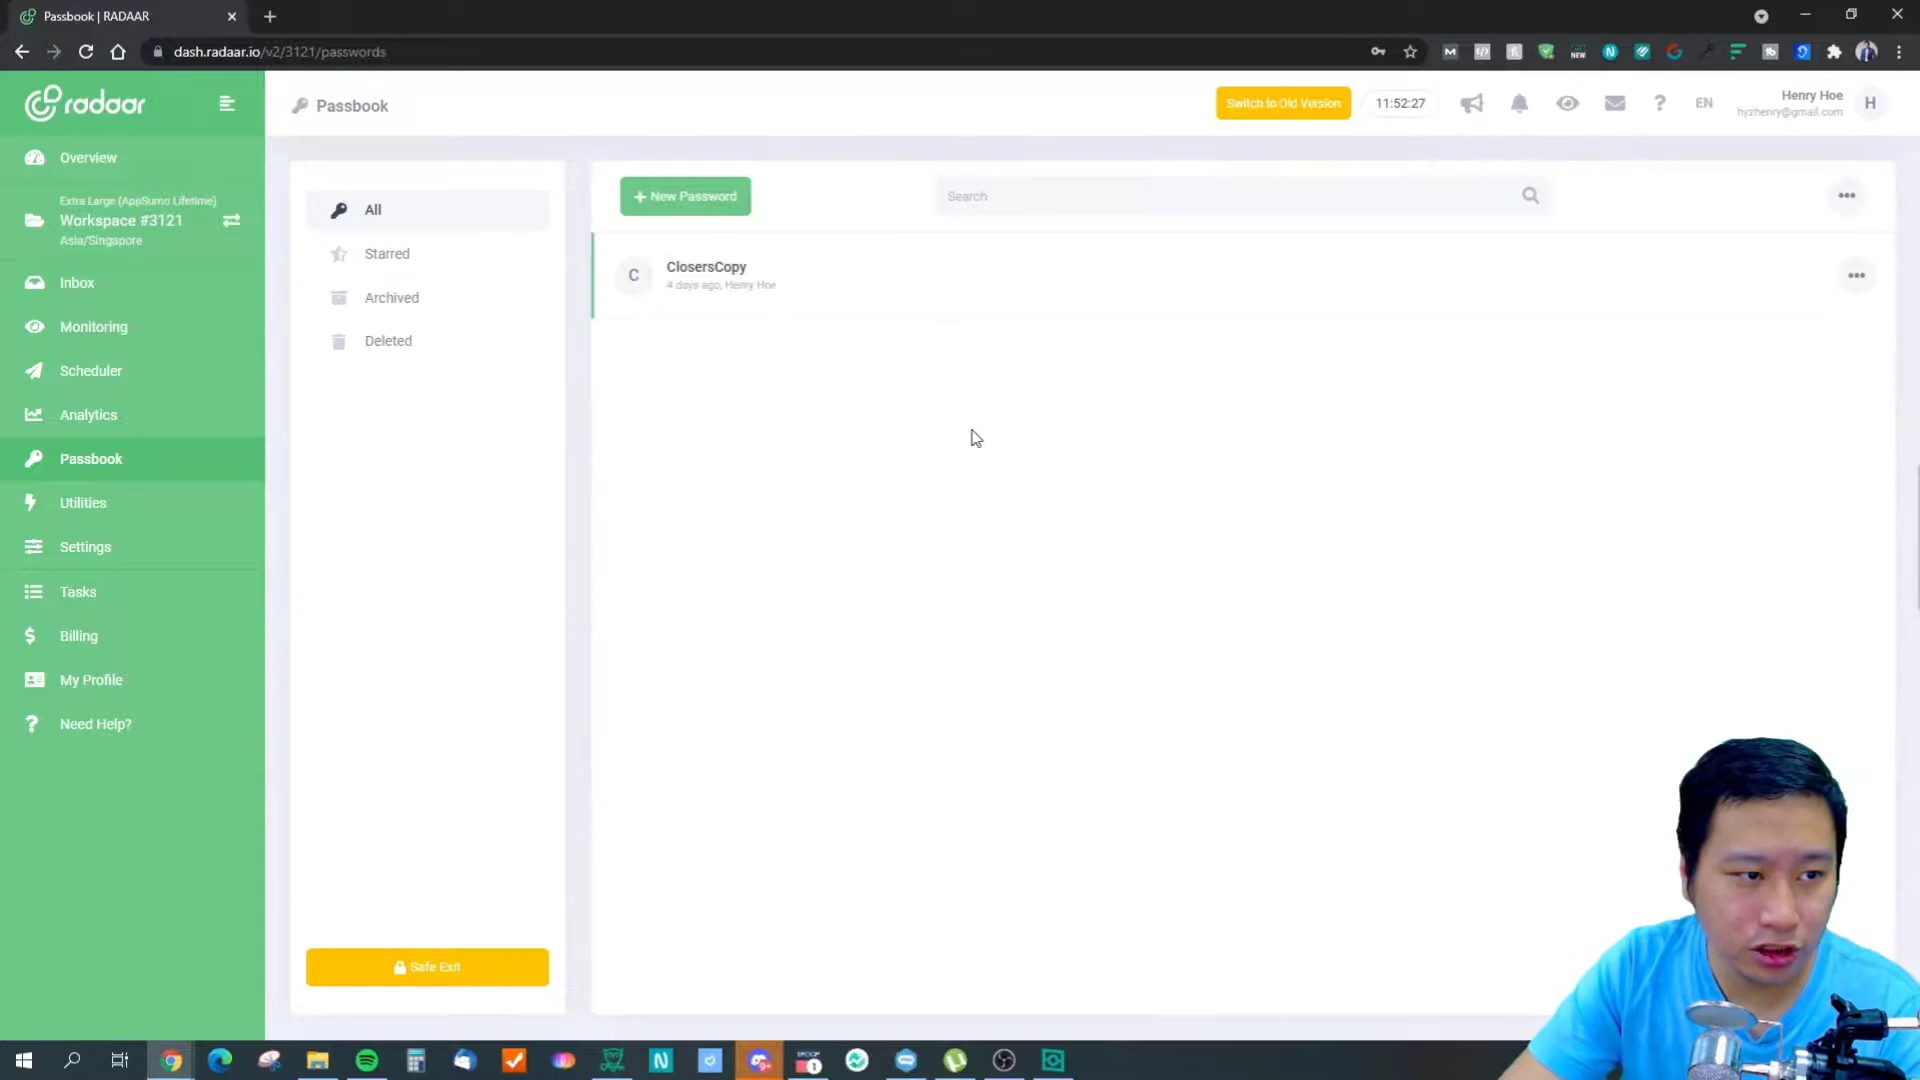 Passbook | RADAAR
dash.radaar.io/v2/3121/passwords
radaar
Passbook
Switch to Old Version
11:52:27
EN
Henry Hoe
hyzhenry@gmail.com
H
Overview
Extra Large (AppSumo Lifetime)
Workspace #3121
Asia/Singapore
Inbox
Monitoring
Scheduler
Analytics
Passbook
Utilities
Settings
Tasks
Billing
My Profile
Need Help?
All
Starred
Archived
Deleted
Safe Exit
+ New Password
Search
C
ClosersCopy
4 days ago, Henry Hoe